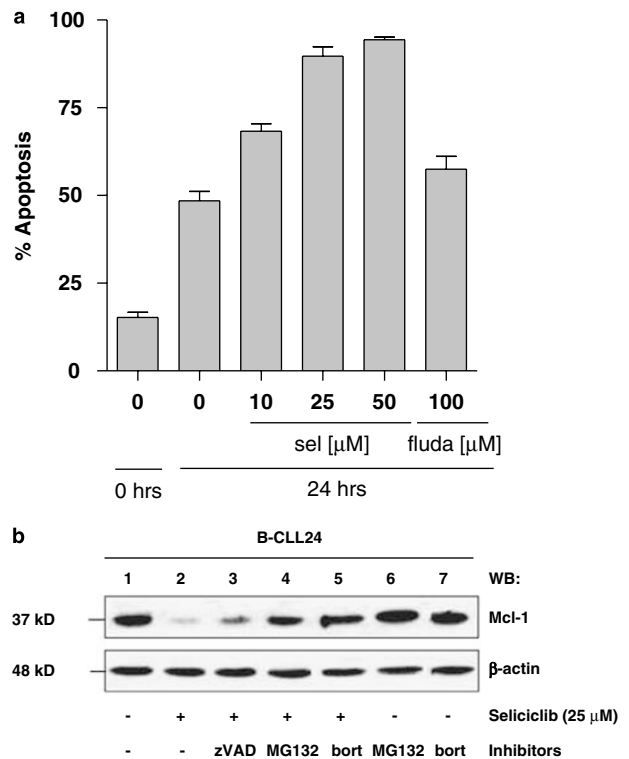 a
100
75
50
25
0
% Apoptosis
0 0 10 25 50 100
sel [μM] fluda [μM]
0 hrs 24 hrs
b
B-CLL24
1 2 3 4 5 6 7 WB:
37 kD Mcl-1
48 kD β-actin
- + + + + - - Seliciclib (25 μM)
- - zVAD MG132 bort MG132 bort Inhibitors